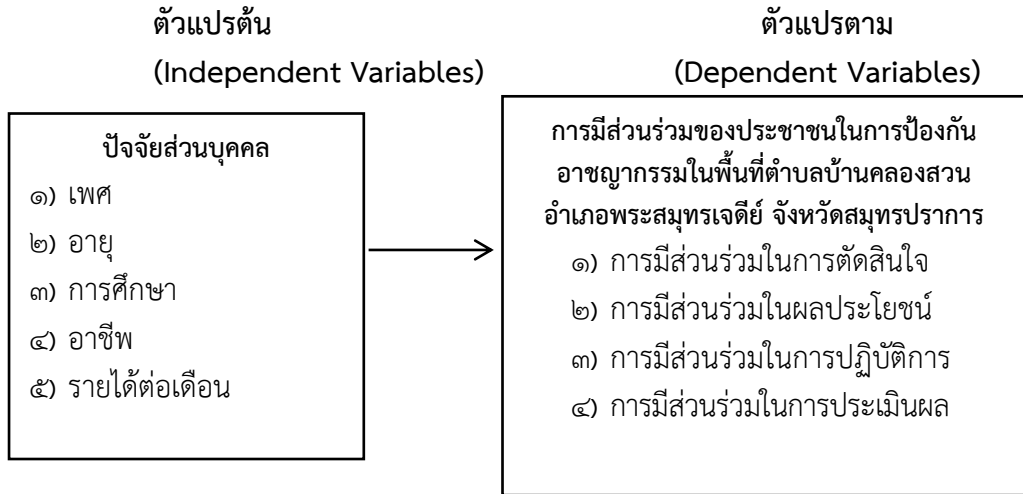 ตัวแปรต้น
(Independent Variables)
ปัจจัยส่วนบุคคล
๑) เพศ
๒) อายุ
๓) การศึกษา
๔) อาชีพ
๕) รายได้ต่อเดือน
ตัวแปรตาม
(Dependent Variables)
การมีส่วนร่วมของประชาชนในการป้องกัน
อาชญากรรมในพื้นที่ตำบลบ้านคลองสวน
อำเภอพระสมุทรเจดีย์ จังหวัดสมุทรปราการ
๑) การมีส่วนร่วมในการตัดสินใจ
๒) การมีส่วนร่วมในผลประโยชน์
๓) การมีส่วนร่วมในการปฏิบัติการ
๔) การมีส่วนร่วมในการประเมินผล